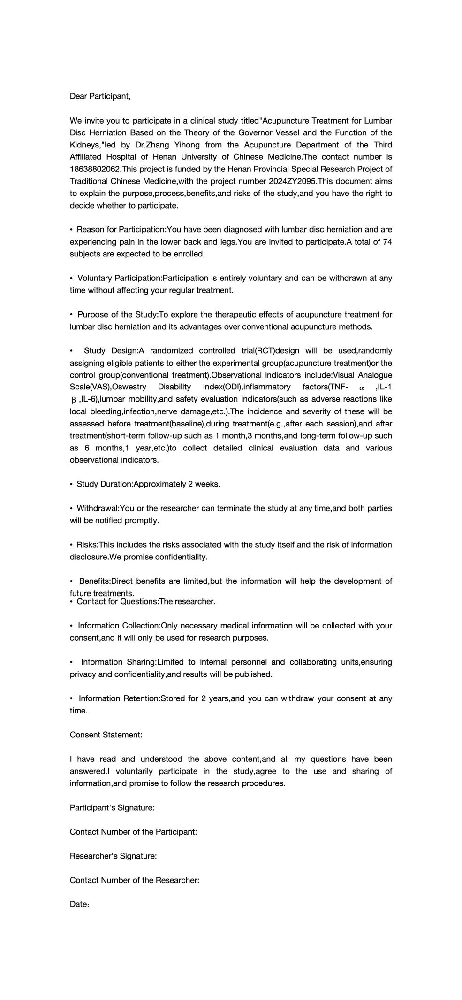 Dear Participant,
We invite you to participate in a clinical study titled"Acupuncture Treatment for Lumbar
Disc Herniation Based on the Theory of the Governor Vessel and the Function of the
Kidneys,"led by Dr.Zhang Yihong from the Acupuncture Department of the Third
Affiliated Hospital of Henan University of Chinese Medicine.The contact number is
18638802062.This project is funded by the Henan Provincial Special Research Project of
Traditional Chinese Medicine,with the project number 2024ZY2095.This document aims
to explain the purpose,process,benefits,and risks of the study,and you have the right to
decide whether to participate.
• Reason for Participation:You have been diagnosed with lumbar disc herniation and are
experiencing pain in the lower back and legs.You are invited to participate.A total of 74
subjects are expected to be enrolled.
• Voluntary Participation:Participation is entirely voluntary and can be withdrawn at any
time without affecting your regular treatment.
• Purpose of the Study:To explore the therapeutic effects of acupuncture treatment for
lumbar disc herniation and its advantages over conventional acupuncture methods.
• Study Design:A randomized controlled trial(RCT)design will be used,randomly
assigning eligible patients to either the experimental group(acupuncture treatment)or the
control group(conventional treatment).Observational indicators include:Visual Analogue
Scale(VAS),Oswestry Disability Index(ODI),inflammatory factors(TNF- α ,IL-1
β ,IL-6),lumbar mobility,and safety evaluation indicators(such as adverse reactions like
local bleeding,infection,nerve damage,etc.).The incidence and severity of these will be
assessed before treatment(baseline),during treatment(e.g.,after each session),and after
treatment(short-term follow-up such as 1 month,3 months,and long-term follow-up such
as 6 months,1 year,etc.)to collect detailed clinical evaluation data and various
observational indicators.
• Study Duration:Approximately 2 weeks.
• Withdrawal:You or the researcher can terminate the study at any time,and both parties
will be notified promptly.
• Risks:This includes the risks associated with the study itself and the risk of information
disclosure.We promise confidentiality.
• Benefits:Direct benefits are limited,but the information will help the development of
future treatments.
• Contact for Questions:The researcher.
• Information Collection:Only necessary medical information will be collected with your
consent,and it will only be used for research purposes.
• Information Sharing:Limited to internal personnel and collaborating units,ensuring
privacy and confidentiality,and results will be published.
• Information Retention:Stored for 2 years,and you can withdraw your consent at any
time.
Consent Statement:
I have read and understood the above content,and all my questions have been
answered.I voluntarily participate in the study,agree to the use and sharing of
information,and promise to follow the research procedures.
Participant's Signature:
Contact Number of the Participant:
Researcher's Signature:
Contact Number of the Researcher:
Date: